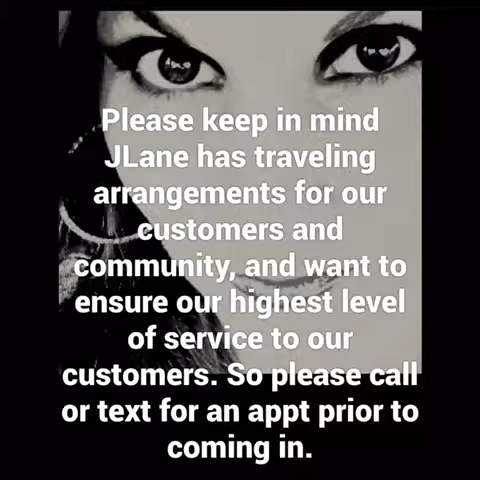 Please keep in mind
JLane has traveling
arrangements for our
customers and
community, and want to
ensure our highest level
of service to our
customers. So please call
or text for an appt prior to
coming in.